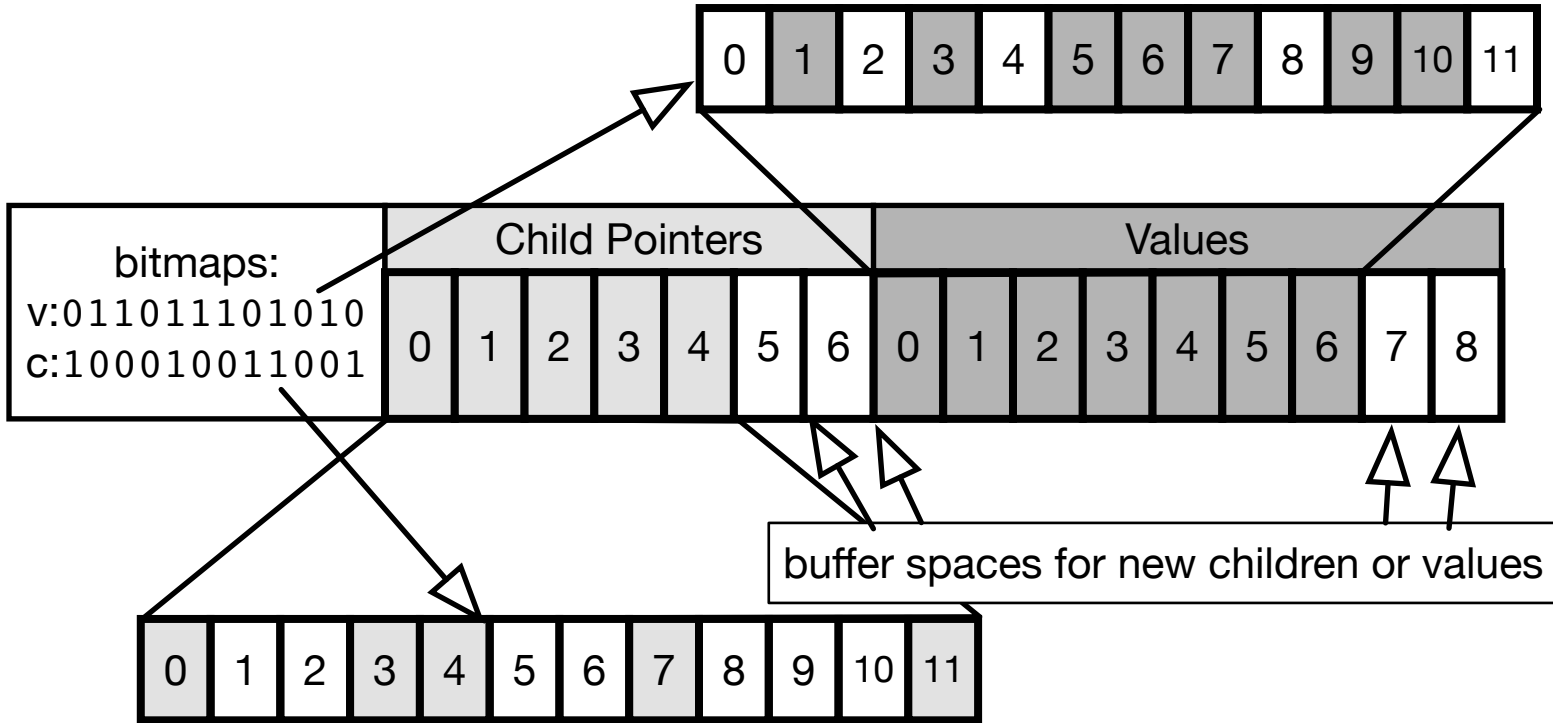 0 1 2 3 4 5 6 7 8 9 10 11
Child Pointers
Values
bitmaps:
v:011011101010
c:100010011001
0 1 2 3 4 5 6 0 1 2 3 4 5 6 7 8
buffer spaces for new children or values
0 1 2 3 4 5 6 7 8 9 10 11